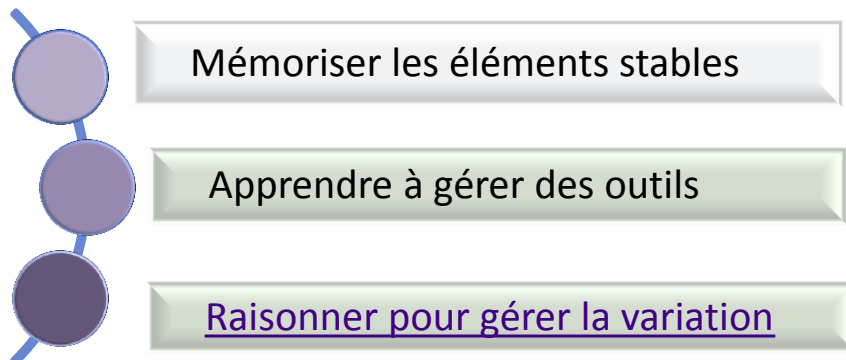 Mémoriser les éléments stables
Apprendre à gérer des outils
Raisonner pour gérer la variation